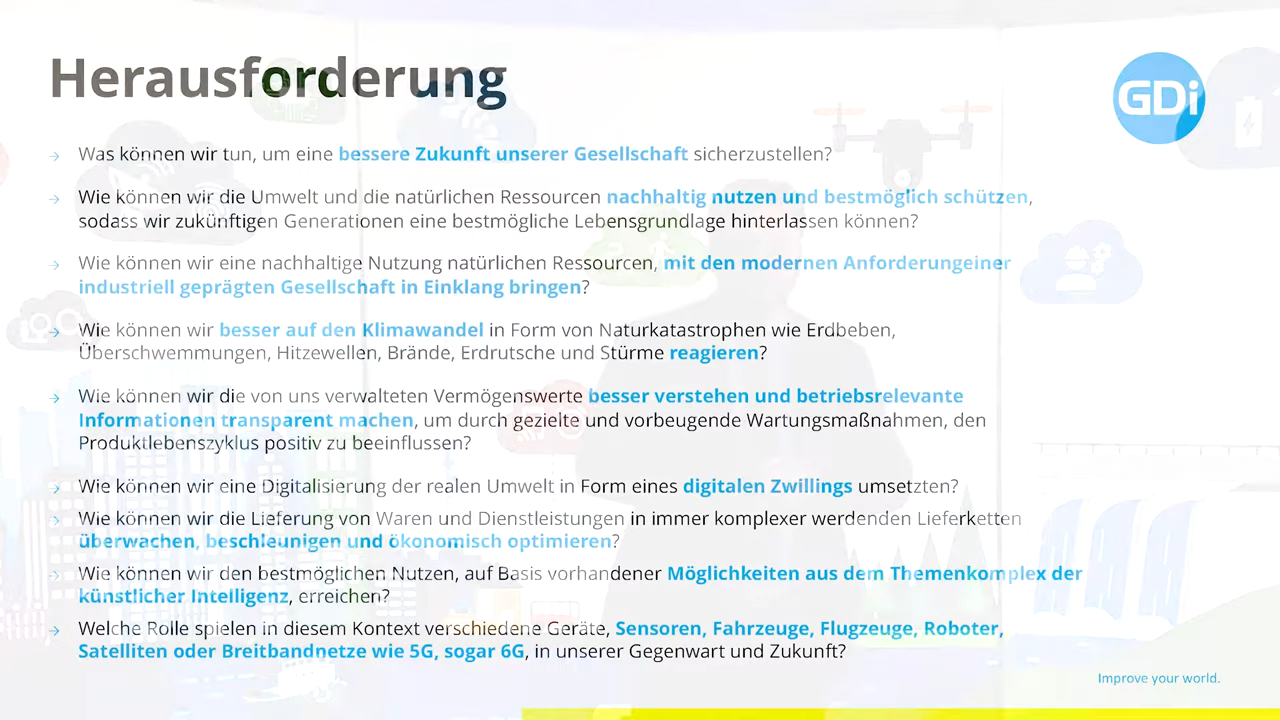 Herausforderung
GDi
Was können wir tun, um eine bessere Zukunft unserer Gesellschaft sicherzustellen?
Wie können wir die Umwelt und die natürlichen Ressourcen nachhaltig nutzen und bestmöglich schützen,
sodass wir zukünftigen Generationen eine bestmögliche Lebensgrundlage hinterlassen können?
Wie können wir eine nachhaltige Nutzung natürlichen Ressourcen, mit den modernen Anforderungeiner
industriell geprägten Gesellschaft in Einklang bringen?
Wie können wir besser auf den Klimawandel in Form von Naturkatastrophen wie Erdbeben,
Überschwemmungen, Hitzewellen, Brände, Erdrutsche und Stürme reagieren?
Wie können wir die von uns verwalteten Vermögenswerte besser verstehen und betriebsrelevante
Informationen transparent machen, um durch gezielte und vorbeugende Wartungsmaßnahmen, den
Produktlebenszyklus positiv zu beeinflussen?
Wie können wir eine Digitalisierung der realen Umwelt in Form eines digitalen Zwillings umsetzten?
Wie können wir die Lieferung von Waren und Dienstleistungen in immer komplexer werdenden Lieferketten
überwachen, beschleunigen und ökonomisch optimieren?
Wie können wir den bestmöglichen Nutzen, auf Basis vorhandener Möglichkeiten aus dem Themenkomplex der
künstlicher Intelligenz, erreichen?
Welche Rolle spielen in diesem Kontext verschiedene Geräte, Sensoren, Fahrzeuge, Flugzeuge, Roboter,
Satelliten oder Breitbandnetze wie 5G, sogar 6G, in unserer Gegenwart und Zukunft?
Improve your world.